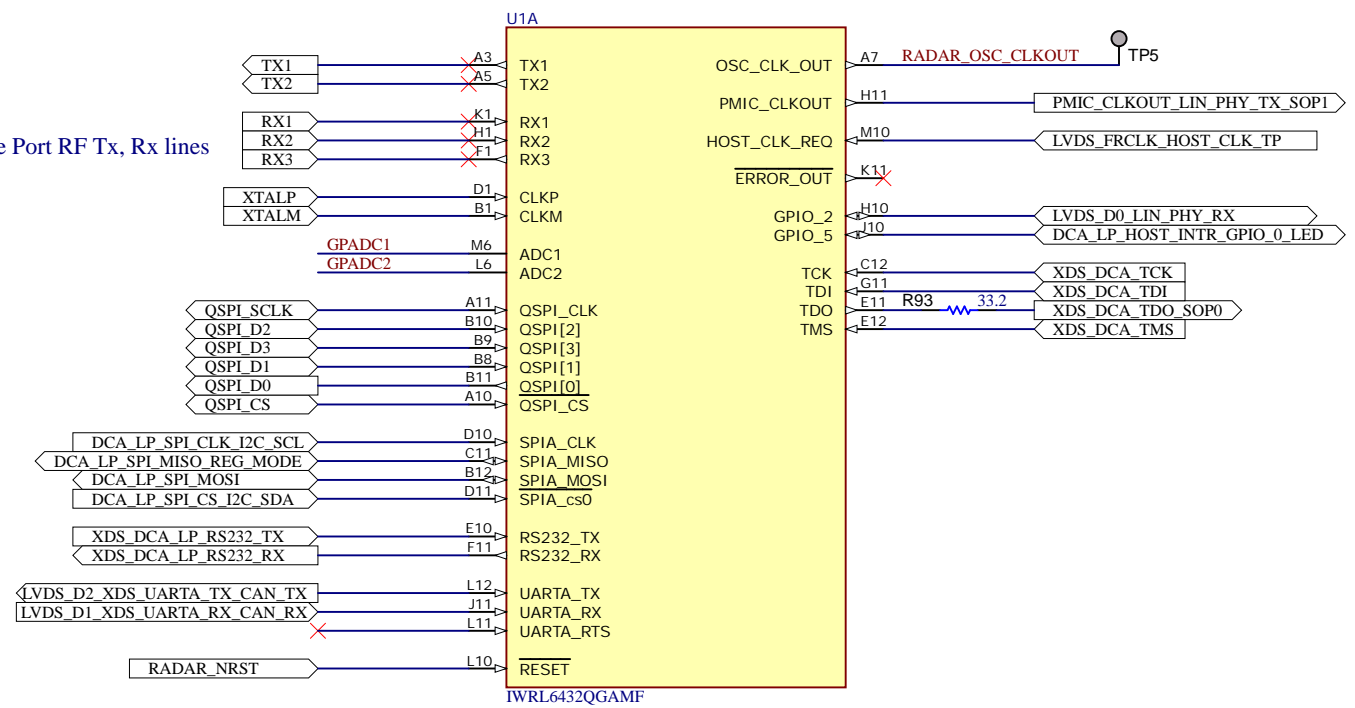 U1A
TX1 A3 TX1
TX2 A5 TX2
RX1 K1 RX1
RX2 H1 RX2
RX3 F1 RX3
e Port RF Tx, Rx lines
XTALP D1 CLKP
XTALM B1 CLKM
GPADC1 M6 ADC1
GPADC2 L6 ADC2
QSPI_SCLK A11 QSPI_CLK
QSPI_D2 B10 QSPI[2]
QSPI_D3 B9 QSPI[3]
QSPI_D1 B8 QSPI[1]
QSPI_D0 B11 QSPI[0]
QSPI_CS A10 QSPI_CS
DCA_LP_SPI_CLK_I2C_SCL D10 SPIA_CLK
DCA_LP_SPI_MISO_REG_MODE C11 SPIA_MISO
DCA_LP_SPI_MOSI B12 SPIA_MOSI
DCA_LP_SPI_CS_I2C_SDA D11 SPIA_cs0
XDS_DCA_LP_RS232_TX E10 RS232_TX
XDS_DCA_LP_RS232_RX F11 RS232_RX
LVDS_D2_XDS_UARTA_TX_CAN_TX L12 UARTA_TX
LVDS_D1_XDS_UARTA_RX_CAN_RX J11 UARTA_RX
L11 UARTA_RTS
RADAR_NRST L10 RESET
OSC_CLK_OUT A7 RADAR_OSC_CLKOUT TP5
PMIC_CLKOUT H11 PMIC_CLKOUT_LIN_PHY_TX_SOP1
HOST_CLK_REQ M10 LVDS_FRCLK_HOST_CLK_TP
ERROR_OUT K11
GPIO_2 H10 LVDS_D0_LIN_PHY_RX
GPIO_5 J10 DCA_LP_HOST_INTR_GPIO_0_LED
TCK C12 XDS_DCA_TCK
TDI G11 XDS_DCA_TDI
TDO E11 R93 33.2 XDS_DCA_TDO_SOP0
TMS E12 XDS_DCA_TMS
IWRL6432QGAMF